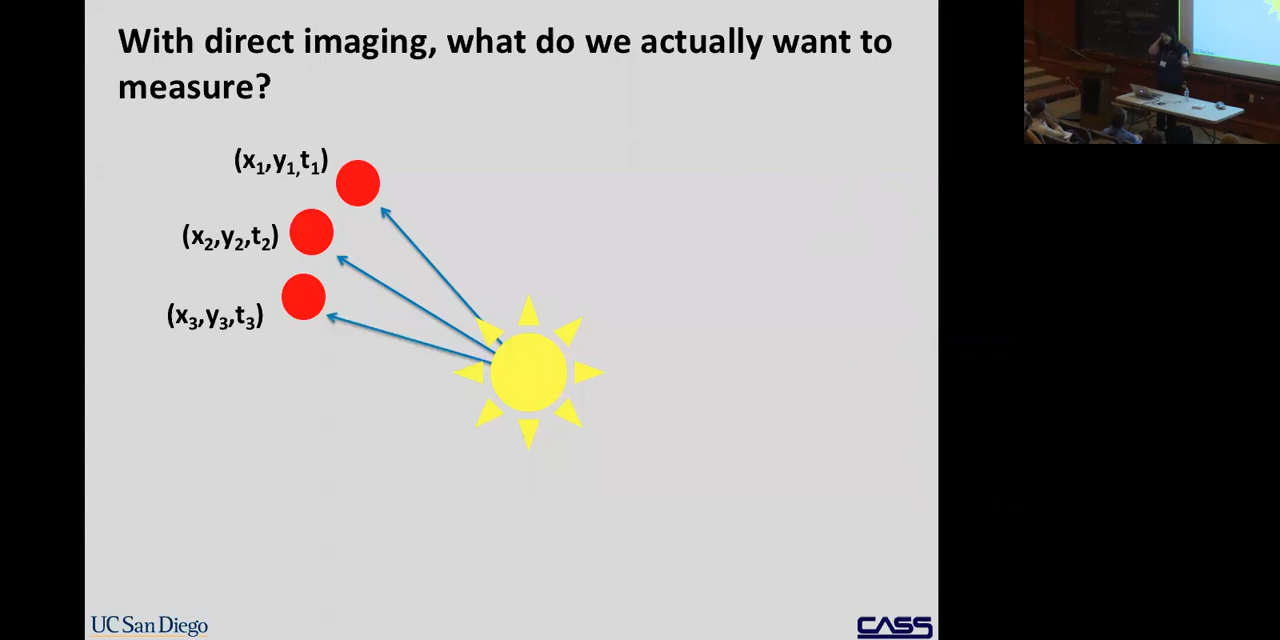 With direct imaging, what do we actually want to
measure?
(x₁,y₁,t₁)
(x₂,y₂,t₂)
(x₃,y₃,t₃)
UC San Diego
CASS